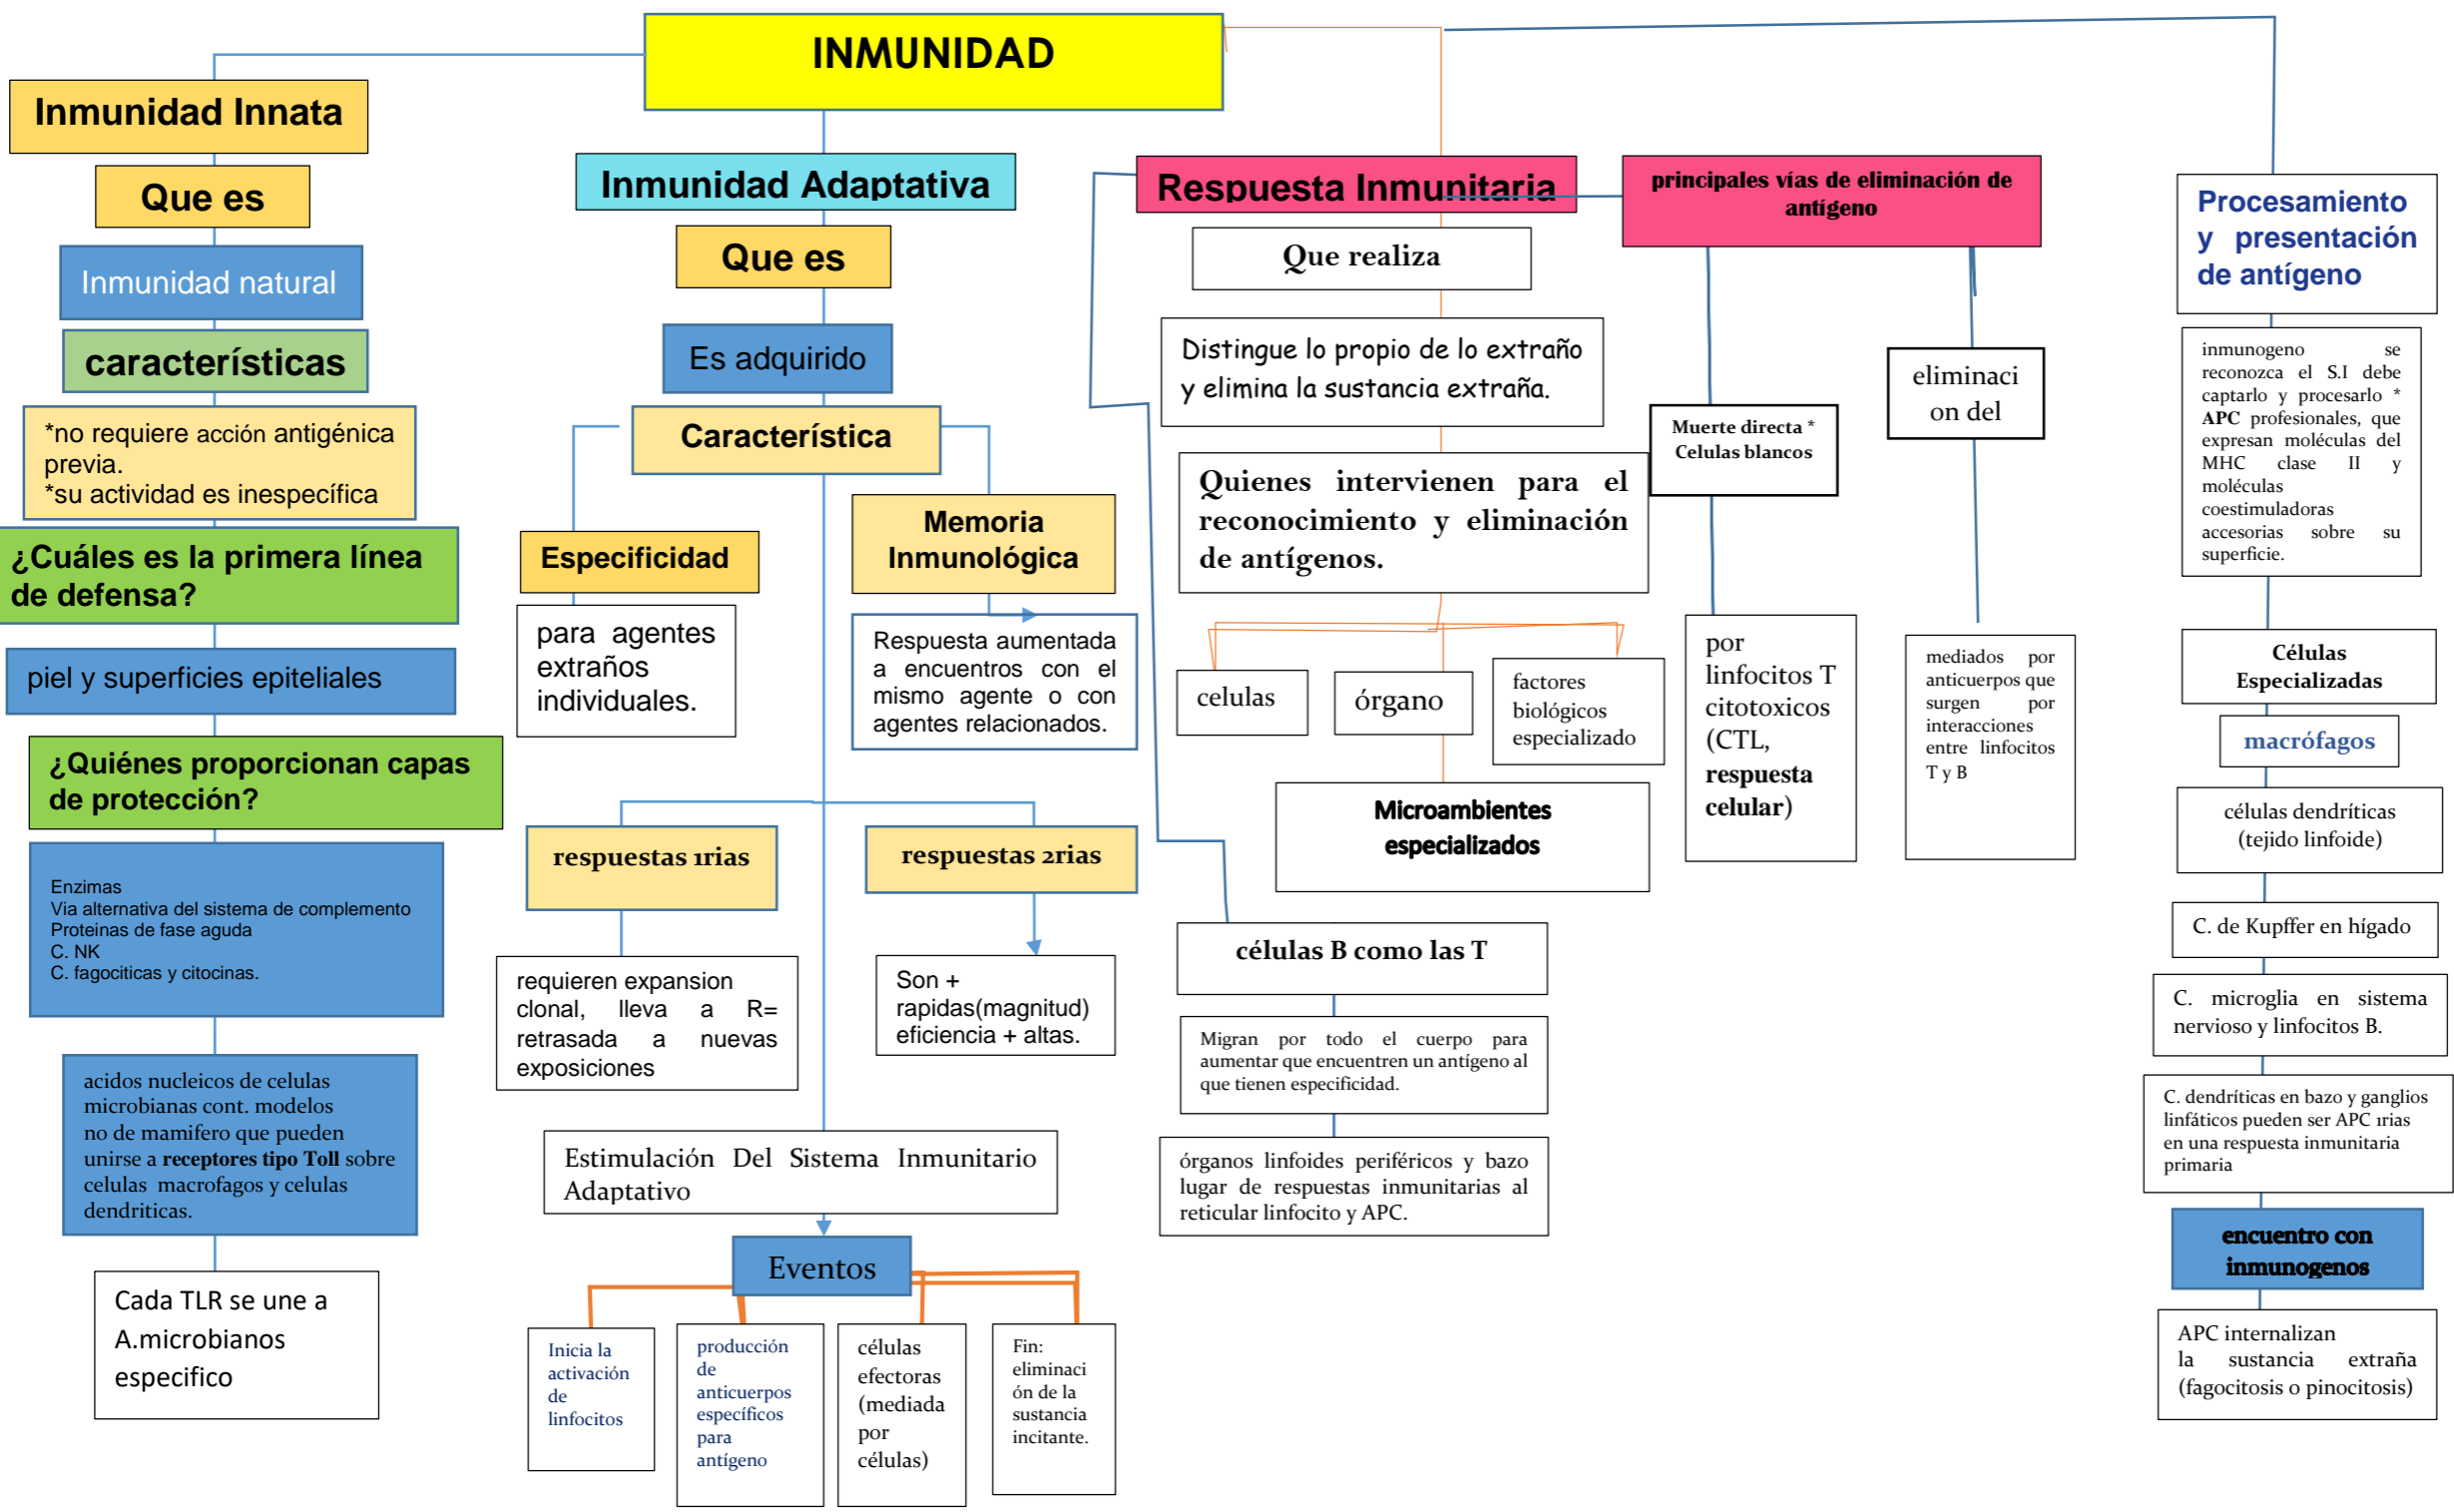 INMUNIDAD
Inmunidad Innata
Que es
Inmunidad natural
características
*no requiere acción antigénica
previa.
*su actividad es inespecífica
¿Cuáles es la primera línea
de defensa?
piel y superficies epiteliales
¿Quiénes proporcionan capas
de protección?
Enzimas
Via alternativa del sistema de complemento
Proteinas de fase aguda
C. NK
C. fagociticas y citocinas.
acidos nucleicos de celulas
microbianas cont. modelos
no de mamifero que pueden
unirse a receptores tipo Toll sobre
celulas macrofagos y celulas
dendriticas.
Cada TLR se une a
A.microbianos
especifico
Inmunidad Adaptativa
Que es
Es adquirido
Característica
Especificidad
para agentes
extraños
individuales.
Memoria
Inmunológica
Respuesta aumentada
a encuentros con el
mismo agente o con
agentes relacionados.
respuestas 1rias
requieren expansion
clonal, lleva a R=
retrasada a nuevas
exposiciones
respuestas 2rias
Son +
rapidas(magnitud)
eficiencia + altas.
Estimulación Del Sistema Inmunitario
Adaptativo
Eventos
Inicia la
activación
de
linfocitos
producción
de
anticuerpos
específicos
para
antígeno
células
efectoras
(mediada
por
células)
Fin:
eliminaci
ón de la
sustancia
incitante.
Respuesta Inmunitaria
Que realiza
Distingue lo propio de lo extraño
y elimina la sustancia extraña.
Quienes intervienen para el
reconocimiento y eliminación
de antígenos.
celulas
órgano
factores
biológicos
especializado
Microambientes
especializados
células B como las T
Migran por todo el cuerpo para
aumentar que encuentren un antígeno al
que tienen especificidad.
órganos linfoides periféricos y bazo
lugar de respuestas inmunitarias al
reticular linfocito y APC.
principales vías de eliminación de
antígeno
Muerte directa *
Celulas blancos
por
linfocitos T
citotoxicos
(CTL,
respuesta
celular)
eliminaci
on del
mediados por
anticuerpos que
surgen por
interacciones
entre linfocitos
T y B
Procesamiento
y presentación
de antígeno
inmunogeno se
reconozca el S.I debe
captarlo y procesarlo *
APC profesionales, que
expresan moléculas del
MHC clase II y
moléculas
coestimuladoras
accesorias sobre su
superficie.
Células
Especializadas
macrófagos
células dendríticas
(tejido linfoide)
C. de Kupffer en hígado
C. microglia en sistema
nervioso y linfocitos B.
C. dendríticas en bazo y ganglios
linfáticos pueden ser APC 1rias
en una respuesta inmunitaria
primaria
encuentro con
inmunogenos
APC internalizan
la sustancia extraña
(fagocitosis o pinocitosis)